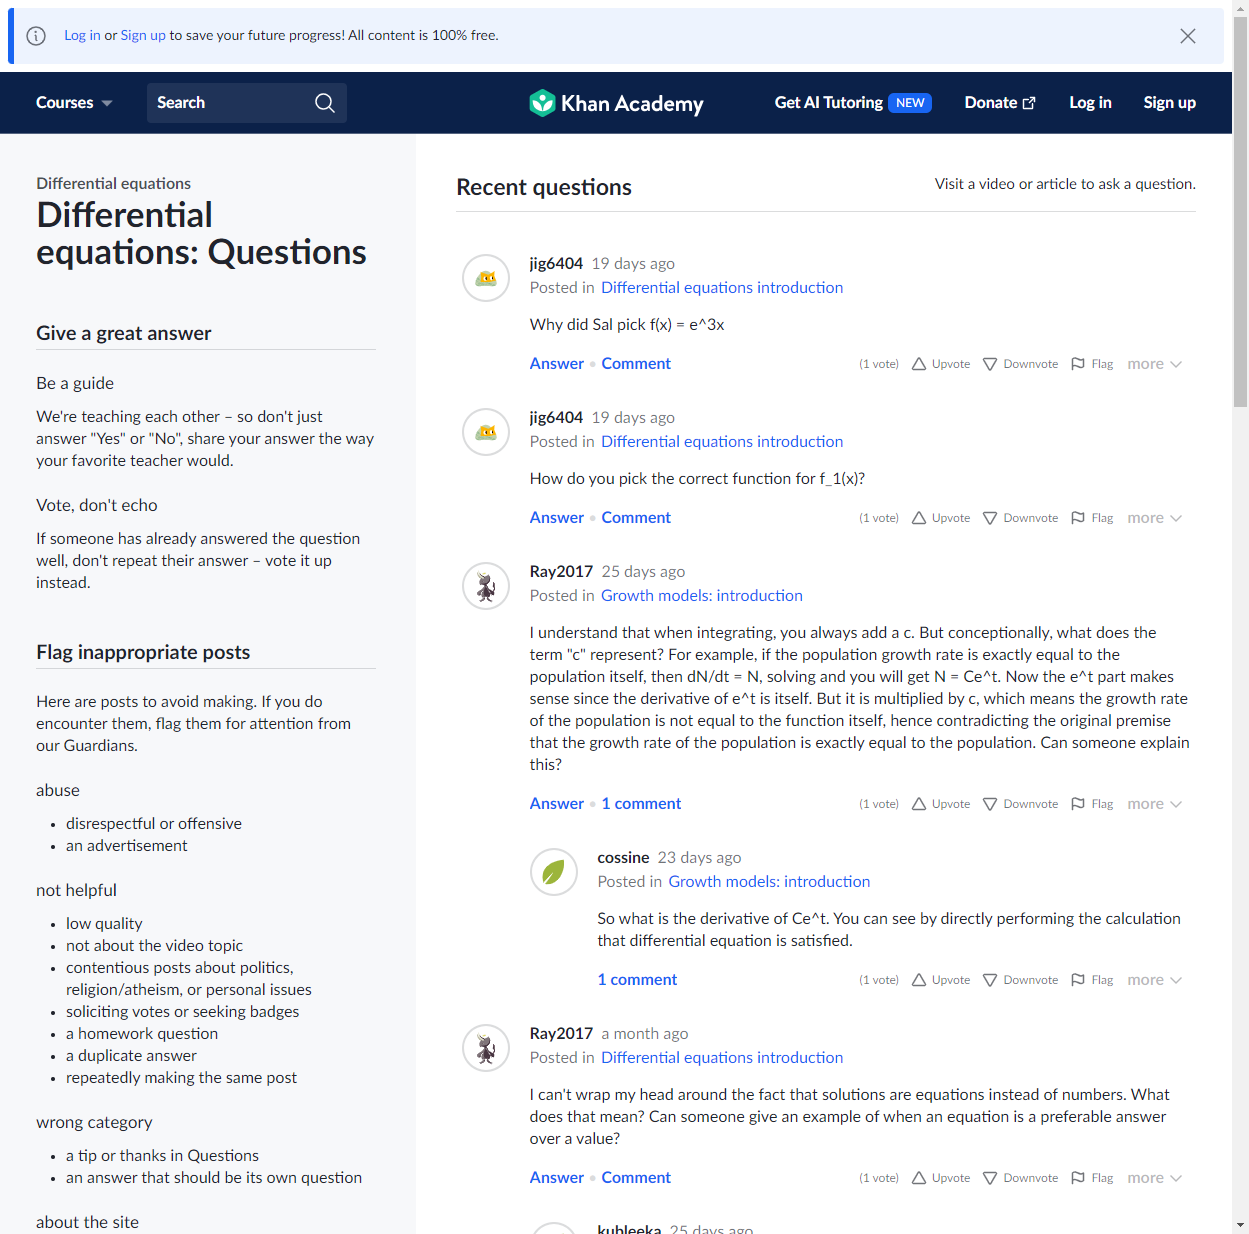 Log in or Sign up to save your future progress! All content is 100% free.
Courses
Search
Khan Academy
Get AI Tutoring NEW
Donate
Log in
Sign up
Differential equations
Differential
equations: Questions
Give a great answer
Be a guide
We're teaching each other – so don't just
answer "Yes" or "No", share your answer the way
your favorite teacher would.
Vote, don't echo
If someone has already answered the question
well, don't repeat their answer – vote it up
instead.
Flag inappropriate posts
Here are posts to avoid making. If you do
encounter them, flag them for attention from
our Guardians.
abuse
• disrespectful or offensive
• an advertisement
not helpful
• low quality
• not about the video topic
• contentious posts about politics,
religion/atheism, or personal issues
• soliciting votes or seeking badges
• a homework question
• a duplicate answer
• repeatedly making the same post
wrong category
• a tip or thanks in Questions
• an answer that should be its own question
about the site
Recent questions
Visit a video or article to ask a question.
jig6404 19 days ago
Posted in Differential equations introduction
Why did Sal pick f(x) = e^3x
Answer • Comment (1 vote) Upvote Downvote Flag more
jig6404 19 days ago
Posted in Differential equations introduction
How do you pick the correct function for f_1(x)?
Answer • Comment (1 vote) Upvote Downvote Flag more
Ray2017 25 days ago
Posted in Growth models: introduction
I understand that when integrating, you always add a c. But conceptionally, what does the
term "c" represent? For example, if the population growth rate is exactly equal to the
population itself, then dN/dt = N, solving and you will get N = Ce^t. Now the e^t part makes
sense since the derivative of e^t is itself. But it is multiplied by c, which means the growth rate
of the population is not equal to the function itself, hence contradicting the original premise
that the growth rate of the population is exactly equal to the population. Can someone explain
this?
Answer • 1 comment (1 vote) Upvote Downvote Flag more
cossine 23 days ago
Posted in Growth models: introduction
So what is the derivative of Ce^t. You can see by directly performing the calculation
that differential equation is satisfied.
1 comment (1 vote) Upvote Downvote Flag more
Ray2017 a month ago
Posted in Differential equations introduction
I can't wrap my head around the fact that solutions are equations instead of numbers. What
does that mean? Can someone give an example of when an equation is a preferable answer
over a value?
Answer • Comment (1 vote) Upvote Downvote Flag more
kubleeka 25 days ago